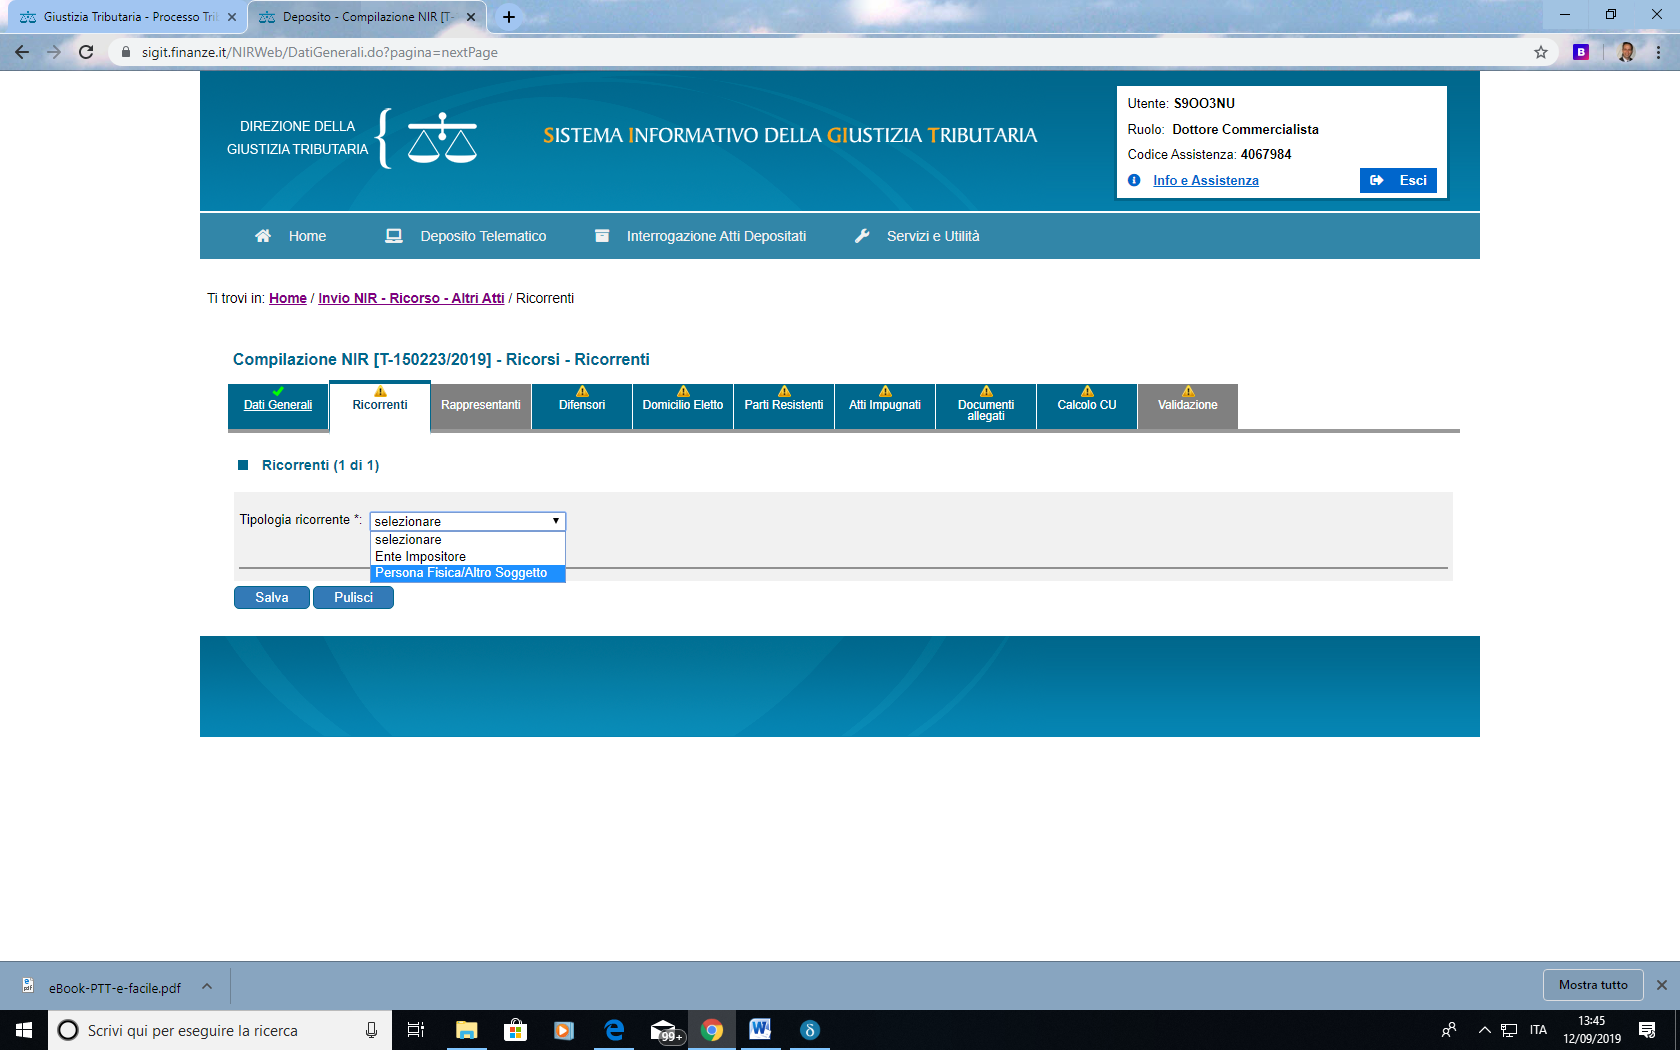 Giustizia Tributaria - Processo Tri
Deposito - Compilazione NIR [T-
sigit.finanze.it/NIRWeb/DatiGenerali.do?pagina=nextPage
B
DIREZIONE DELLA
GIUSTIZIA TRIBUTARIA
SISTEMA INFORMATIVO DELLA GIUSTIZIA TRIBUTARIA
Utente: S9OO3NU
Ruolo: Dottore Commercialista
Codice Assistenza: 4067984
Info e Assistenza
Esci
Home
Deposito Telematico
Interrogazione Atti Depositati
Servizi e Utilità
Ti trovi in: Home / Invio NIR - Ricorso - Altri Atti / Ricorrenti
Compilazione NIR [T-150223/2019] - Ricorsi - Ricorrenti
Dati Generali
Ricorrenti
Rappresentanti
Difensori
Domicilio Eletto
Parti Resistenti
Atti Impugnati
Documenti
allegati
Calcolo CU
Validazione
Ricorrenti (1 di 1)
Tipologia ricorrente *:
selezionare
selezionare
Ente Impositore
Persona Fisica/Altro Soggetto
Salva
Pulisci
eBook-PTT-e-facile.pdf
Mostra tutto
Scrivi qui per eseguire la ricerca
99+
ITA
13:45
12/09/2019